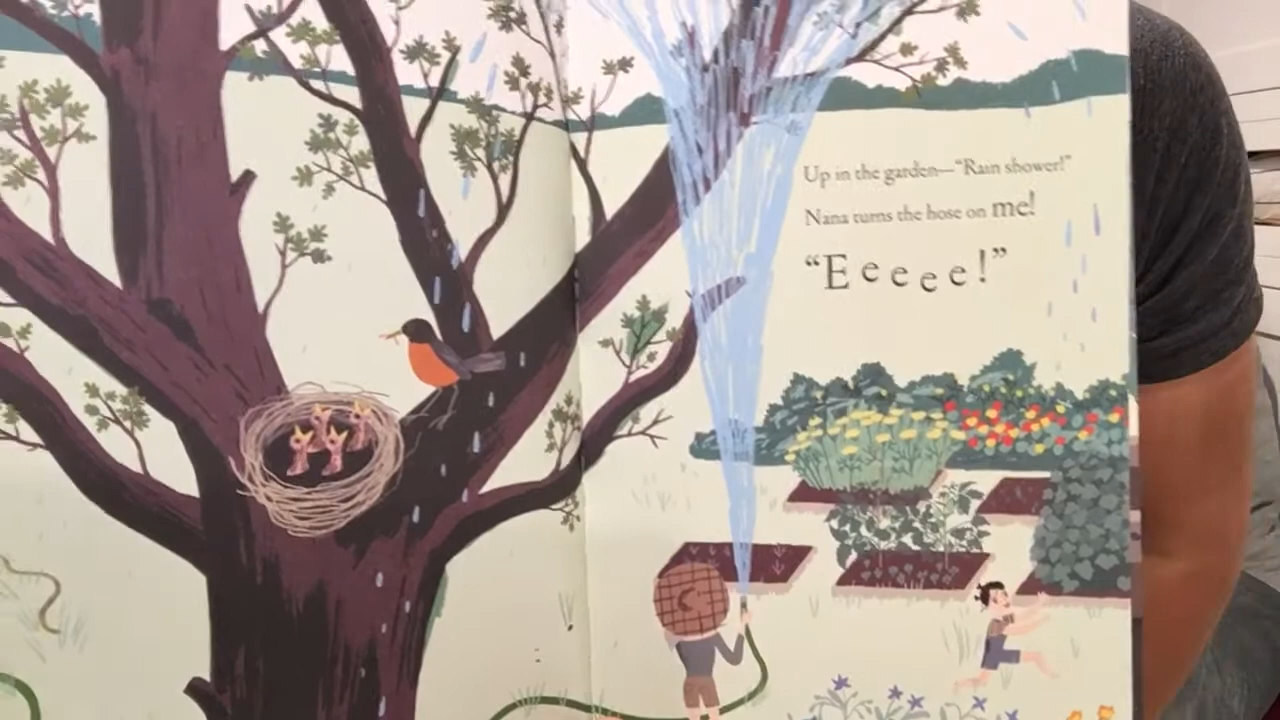 Up in the garden—“Rain shower!”
Nana turns the hose on me!
“Eeeee!”